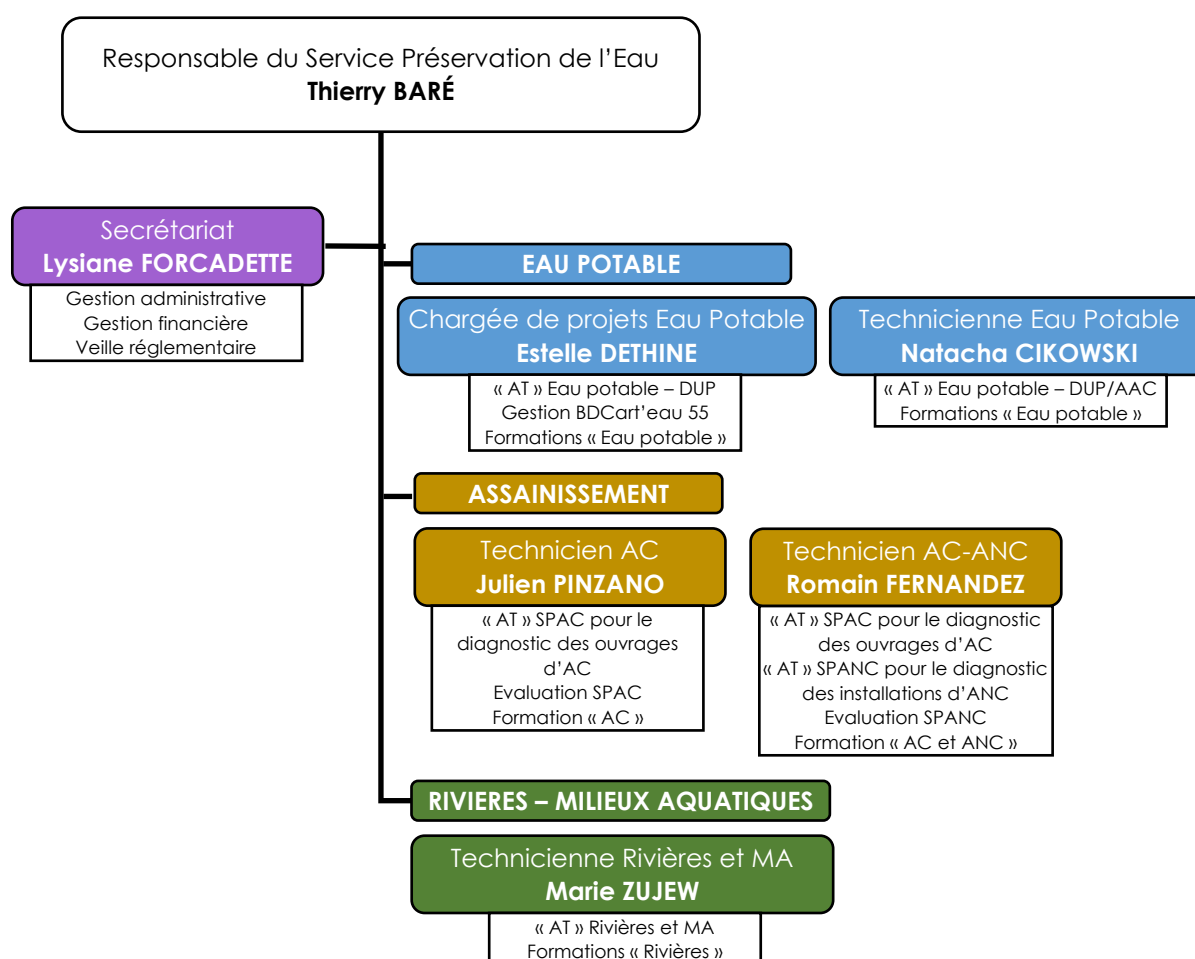 Responsable du Service Préservation de l’Eau
Thierry BARÉ
Secrétariat
Lysiane FORCADETTE
Gestion administrative
Gestion financière
Veille réglementaire
EAU POTABLE
Chargée de projets Eau Potable
Estelle DETHINE
« AT » Eau potable – DUP
Gestion BDCart’eau 55
Formations « Eau potable »
Technicienne Eau Potable
Natacha CIKOWSKI
« AT » Eau potable – DUP/AAC
Formations « Eau potable »
ASSAINISSEMENT
Technicien AC
Julien PINZANO
« AT » SPAC pour le
diagnostic des ouvrages
d’AC
Evaluation SPAC
Formation « AC »
Technicien AC-ANC
Romain FERNANDEZ
« AT » SPAC pour le diagnostic
des ouvrages d’AC
« AT » SPANC pour le diagnostic
des installations d’ANC
Evaluation SPANC
Formation « AC et ANC »
RIVIERES – MILIEUX AQUATIQUES
Technicienne Rivières et MA
Marie ZUJEW
« AT » Rivières et MA
Formations « Rivières »